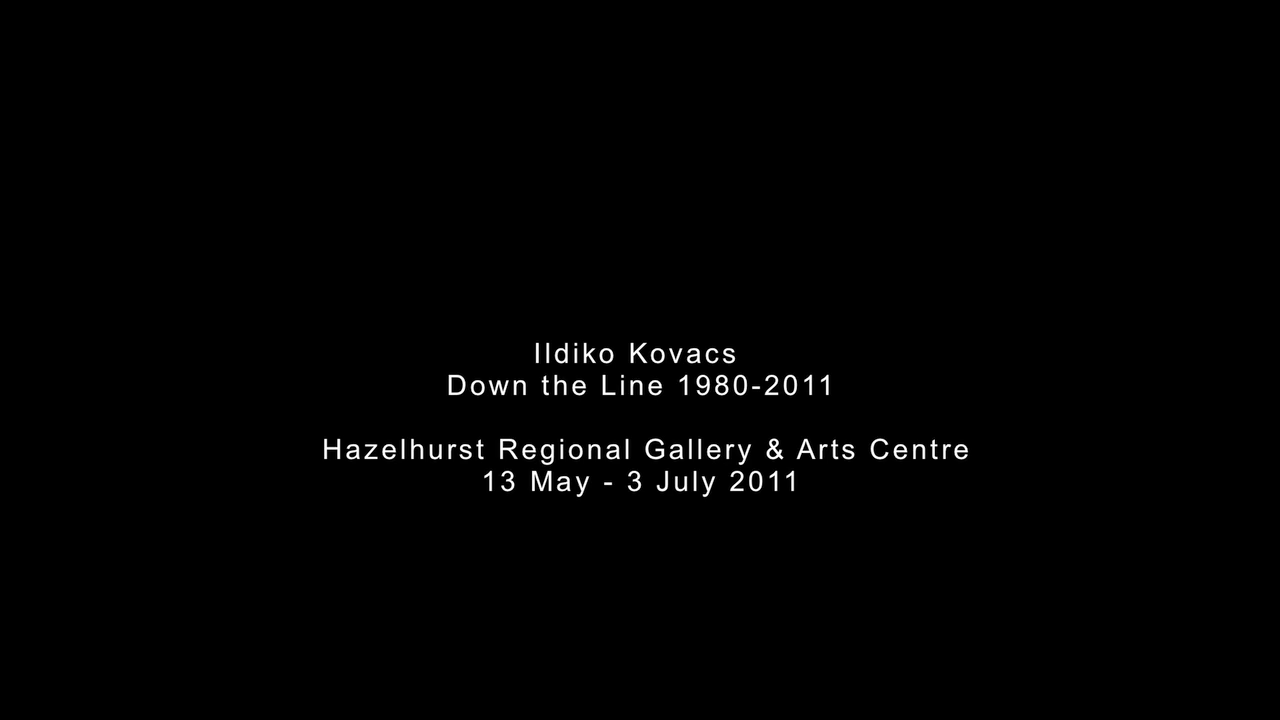 Ildiko Kovacs
Down the Line 1980-2011
Hazelhurst Regional Gallery & Arts Centre
13 May - 3 July 2011